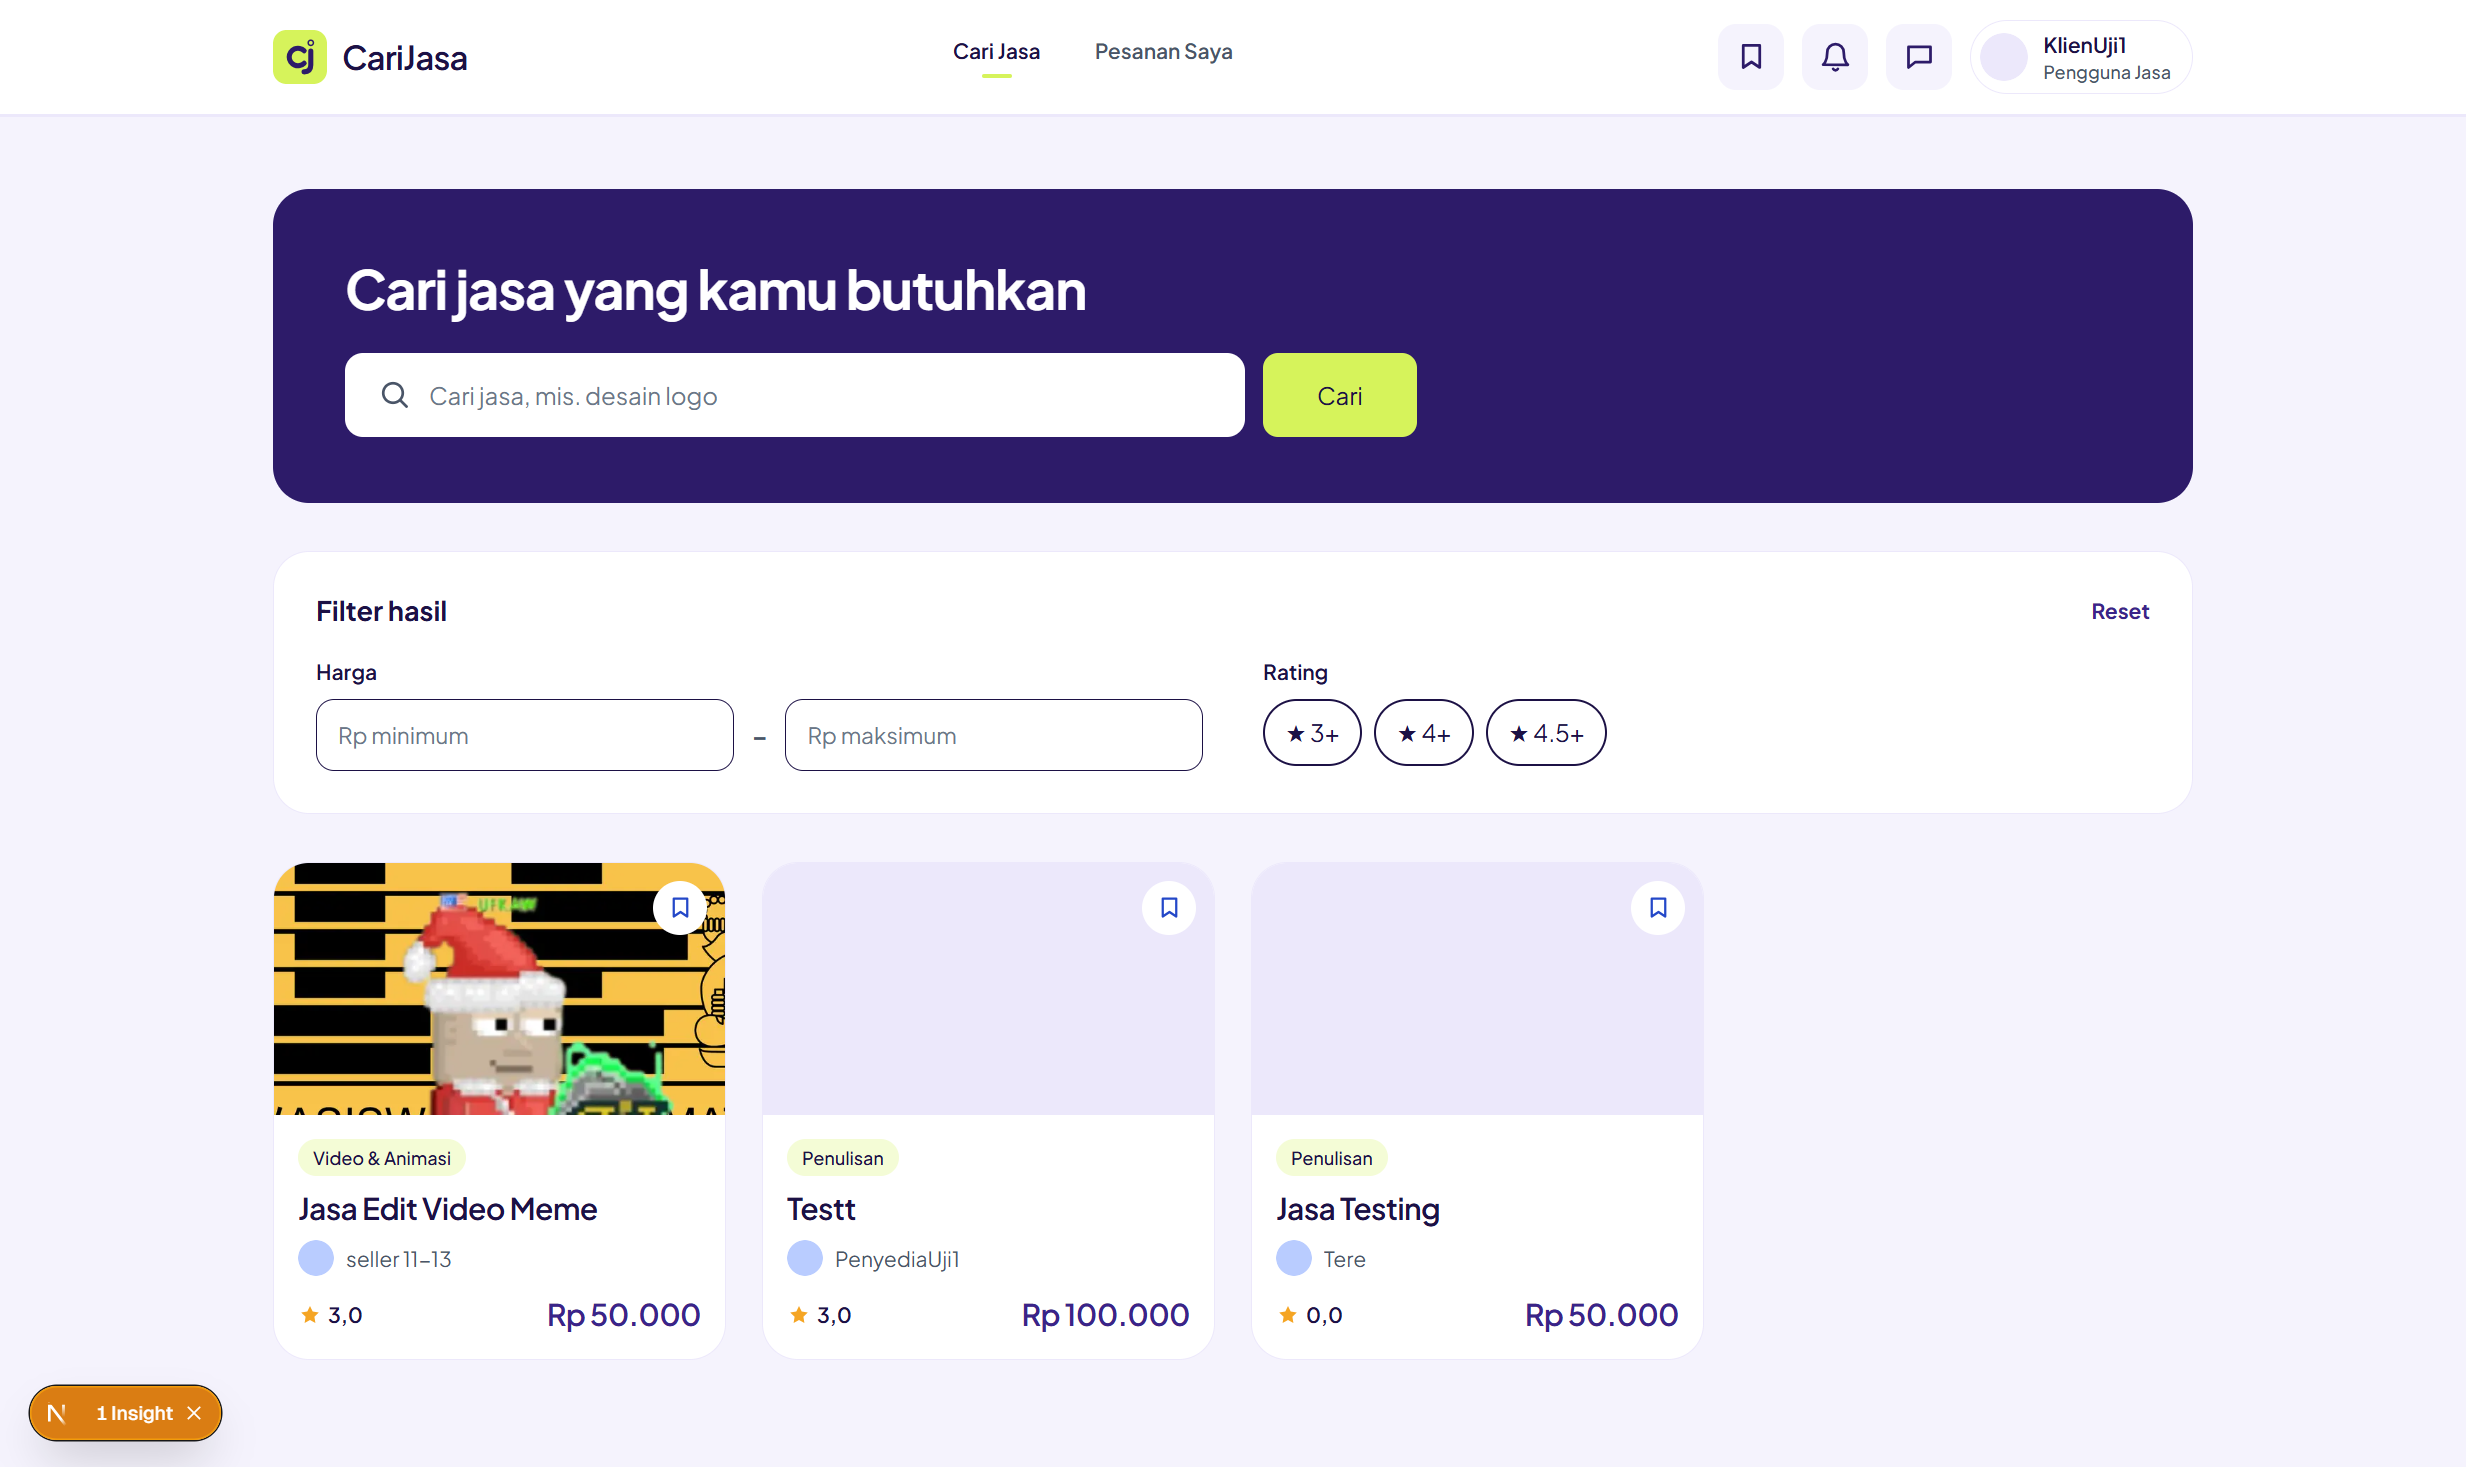 cj CariJasa
Cari Jasa
Pesanan Saya
KlienUji1
Pengguna Jasa
Cari jasa yang kamu butuhkan
Cari jasa, mis. desain logo
Cari
Filter hasil
Reset
Harga
Rating
Rp minimum
–
Rp maksimum
★ 3+
★ 4+
★ 4.5+
Video & Animasi
Jasa Edit Video Meme
seller 11-13
3,0
Rp 50.000
Penulisan
Testt
PenyediaUji1
3,0
Rp 100.000
Penulisan
Jasa Testing
Tere
0,0
Rp 50.000
N 1 Insight